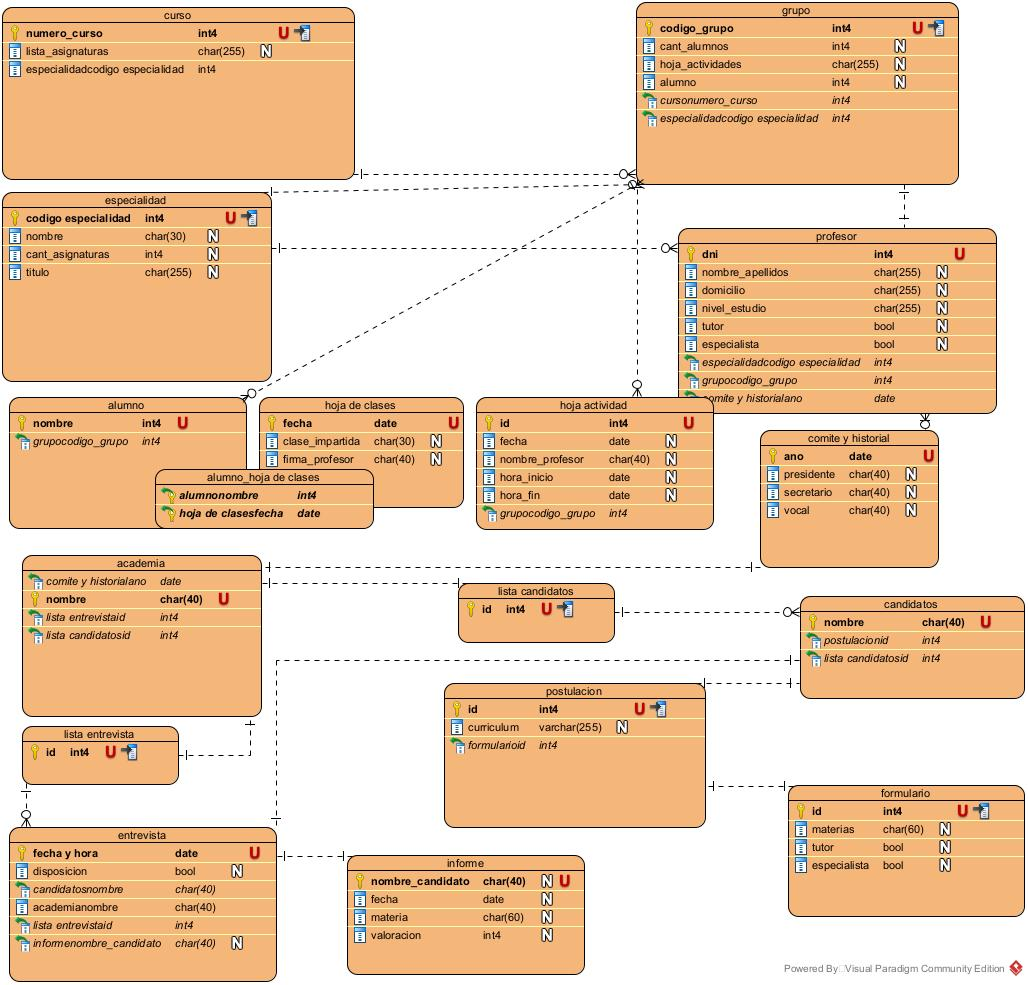 curso
numero_curso int4 U
lista_asignaturas char(255) N
especialidadcodigo especialidad int4
grupo
codigo_grupo int4 U
cant_alumnos int4 N
hoja_actividades char(255) N
alumno int4 N
cursonumero_curso int4
especialidadcodigo especialidad int4
especialidad
codigo especialidad int4 U
nombre char(30) N
cant_asignaturas int4 N
titulo char(255) N
profesor
dni int4 U
nombre_apellidos char(255) N
domicilio char(255) N
nivel_estudio char(255) N
tutor bool N
especialista bool N
especialidadcodigo especialidad int4
grupocodigo_grupo int4
comite y historialano date
alumno
nombre int4 U
grupocodigo_grupo int4
hoja de clases
fecha date U
clase_impartida char(30) N
firma_profesor char(40) N
alumno_hoja de clases
alumnonombre int4
hoja de clasesfecha date
hoja actividad
id int4 U
fecha date N
nombre_profesor char(40) N
hora_inicio date N
hora_fin date N
grupocodigo_grupo int4
comite y historial
ano date U
presidente char(40) N
secretario char(40) N
vocal char(40) N
academia
comite y historialano date
nombre char(40) U
lista entrevistaid int4
lista candidatosid int4
lista candidatos
id int4 U
candidatos
nombre char(40) U
postulacionid int4
lista candidatosid int4
postulacion
id int4 U
curriculum varchar(255) N
formularioid int4
lista entrevista
id int4 U
formulario
id int4 U
materias char(60) N
tutor bool N
especialista bool N
entrevista
fecha y hora date U
disposicion bool N
candidatosnombre char(40)
academianombre char(40)
lista entrevistaid int4
informenombre_candidato char(40) N
informe
nombre_candidato char(40) N U
fecha date N
materia char(60) N
valoracion int4 N
Powered By Visual Paradigm Community Edition